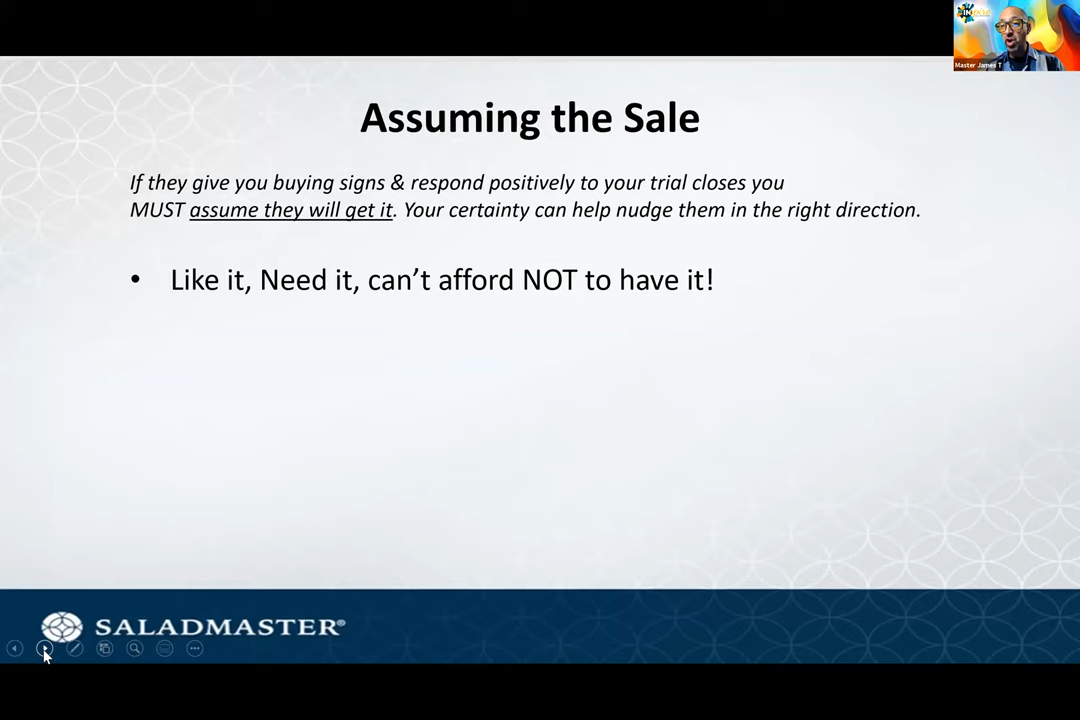 Master James T
Assuming the Sale
If they give you buying signs & respond positively to your trial closes you
MUST assume they will get it. Your certainty can help nudge them in the right direction.
• Like it, Need it, can’t afford NOT to have it!
SALADMASTER®